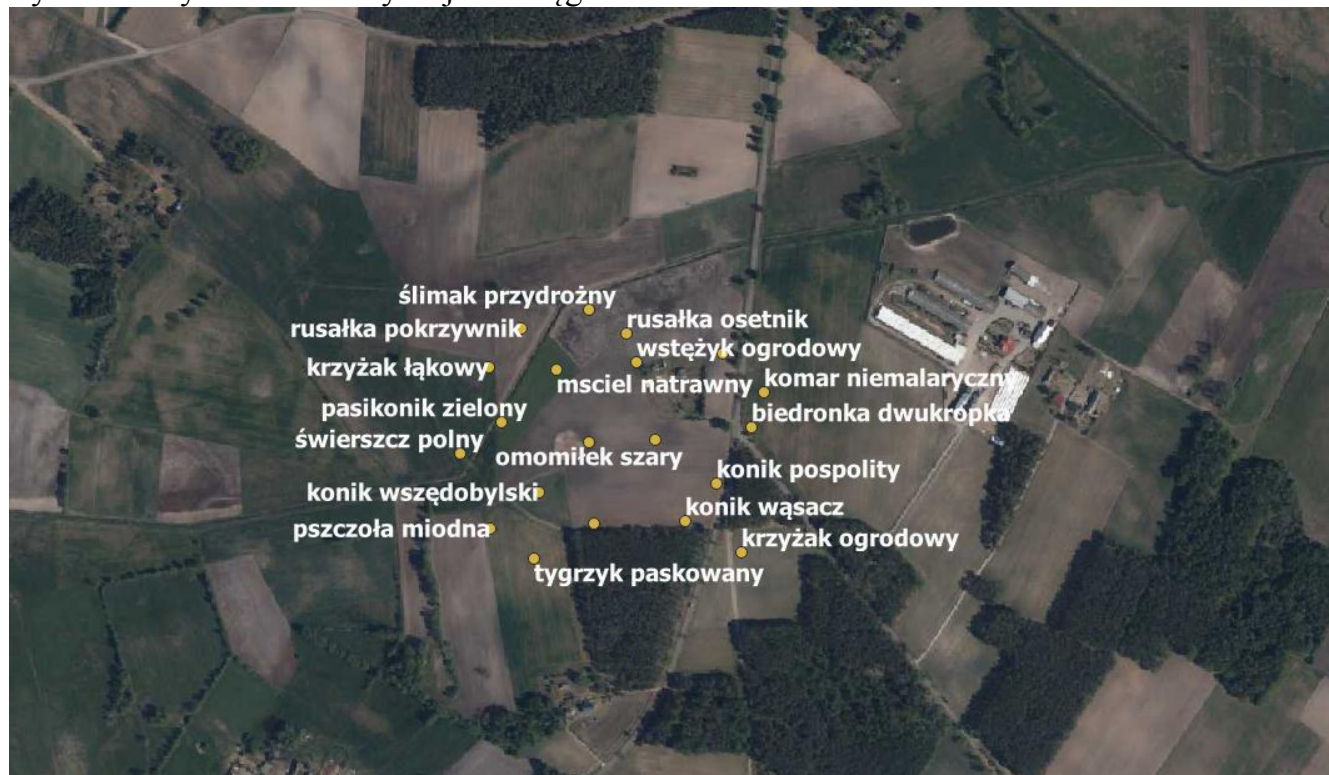 ślimak przydrożny
rusałka osetnik
rusałka pokrzywnik
wstężyk ogrodowy
krzyżak łąkowy
msciel natrawny
komar niemalaryczny
pasikonik zielony
biedronka dwukropka
świerszcz polny
omomiłek szary
konik pospolity
konik wszędobylski
konik wąsacz
pszczoła miodna
krzyżak ogrodowy
tygrzyk paskowany